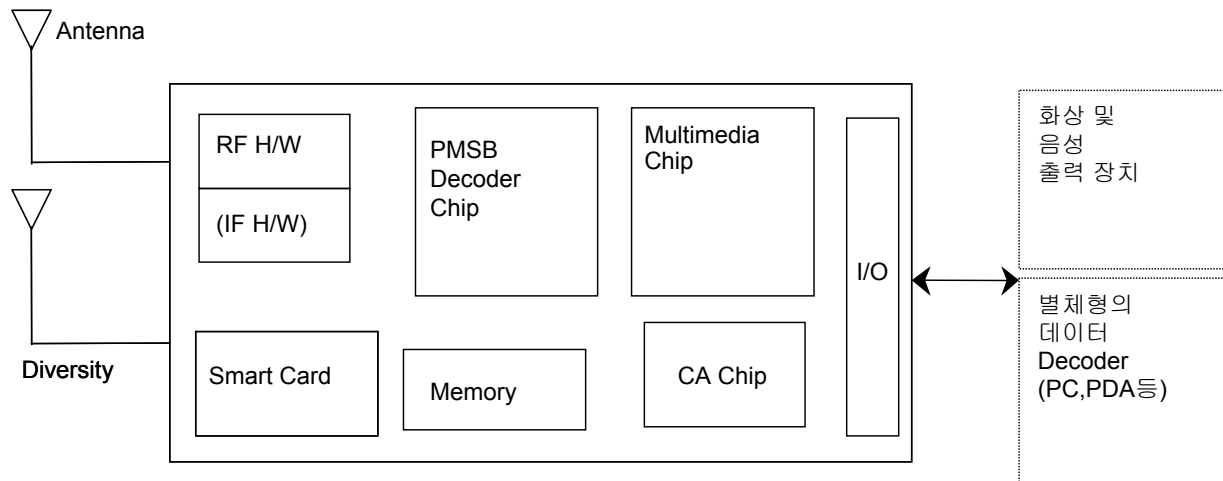 Antenna
RF H/W
(IF H/W)
PMSB
Decoder
Chip
Multimedia
Chip
I/O
화상 및
음성
출력 장치
별체형의
데이터
Decoder
(PC,PDA등)
Diversity
Smart Card
Memory
CA Chip